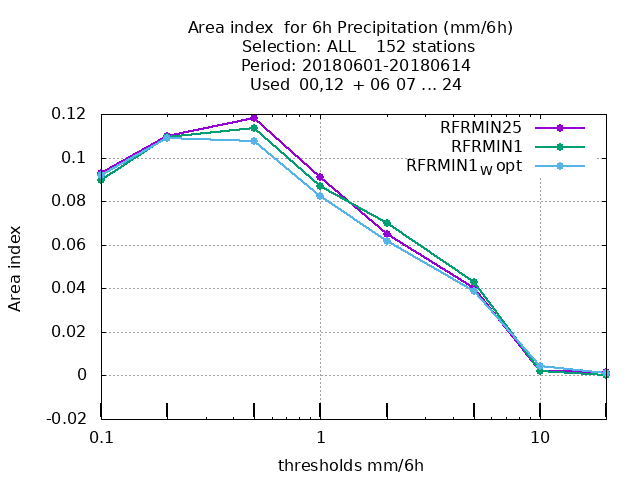 Area index  for 6h Precipitation (mm/6h)
Selection: ALL    152 stations
Period: 20180601-20180614
Used  00,12  + 06 07 ... 24
0.12
0.1
0.08
0.06
0.04
0.02
0
-0.02
Area index
RFRMIN25
RFRMIN1
RFRMIN1w opt
0.1
1
10
thresholds mm/6h